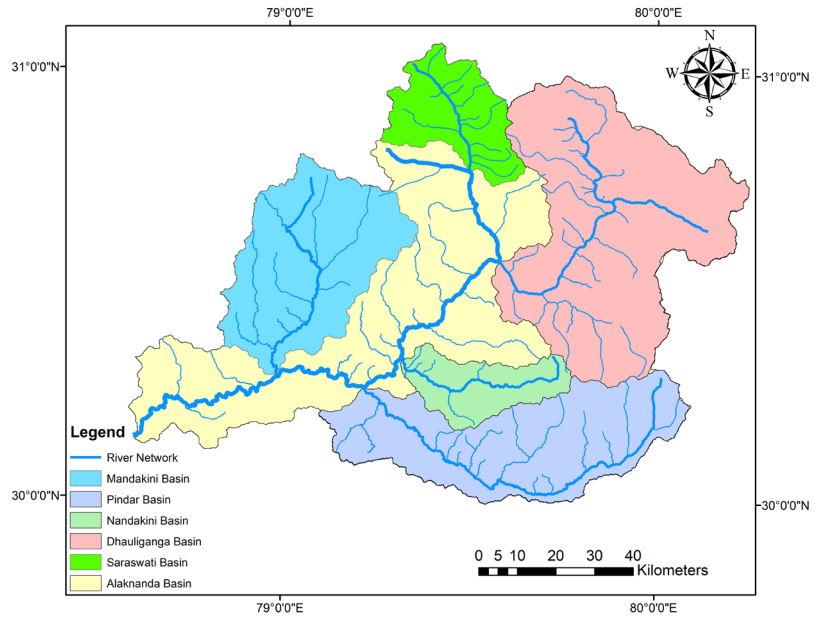 79°0'0"E 80°0'0"E
31°0'0"N 31°0'0"N
N
W E
S
Legend
River Network
Mandakini Basin
Pindar Basin
Nandakini Basin
Dhauliganga Basin
Saraswati Basin
Alaknanda Basin
30°0'0"N 30°0'0"N
0 5 10 20 30 40
Kilometers
79°0'0"E 80°0'0"E